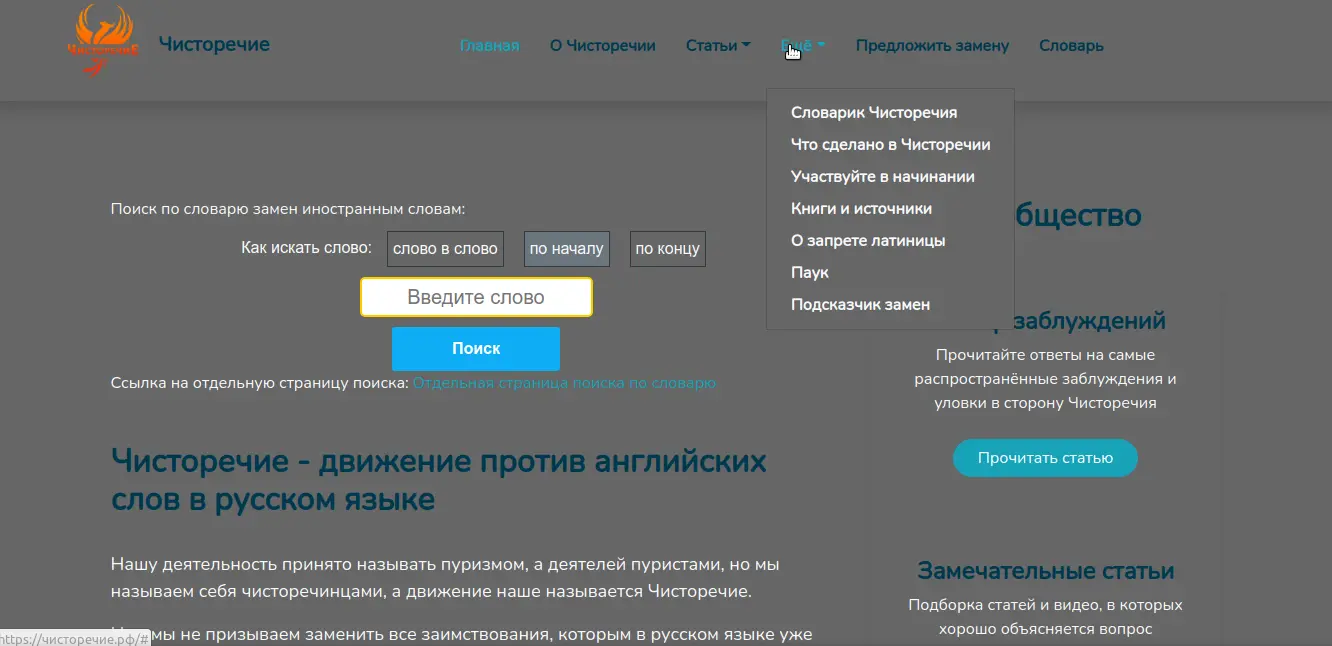 Чисторечие
Чисторечие
Главная
О Чисторечии
Статьи
Ещё
Предложить замену
Словарь
Словарик Чисторечия
Что сделано в Чисторечии
Участвуйте в начинании
Книги и источники
О запрете латиницы
Паук
Подсказчик замен
Поиск по словарю замен иностранным словам:
Как искать слово: слово в слово по началу по концу
Введите слово
Поиск
Ссылка на отдельную страницу поиска: Отдельная страница поиска по словарю
Чисторечие - движение против английских
слов в русском языке
Нашу деятельность принято называть пуризмом, а деятелей пуристами, но мы
называем себя чисторечинцами, а движение наше называется Чисторечие.
мы не призываем заменить все заимствования, которым в русском языке уже
бщество
заблуждений
Прочитайте ответы на самые
распространённые заблуждения и
уловки в сторону Чисторечия
Прочитать статью
Замечательные статьи
Подборка статей и видео, в которых
хорошо объясняется вопрос
https://чисторечие.рф/#